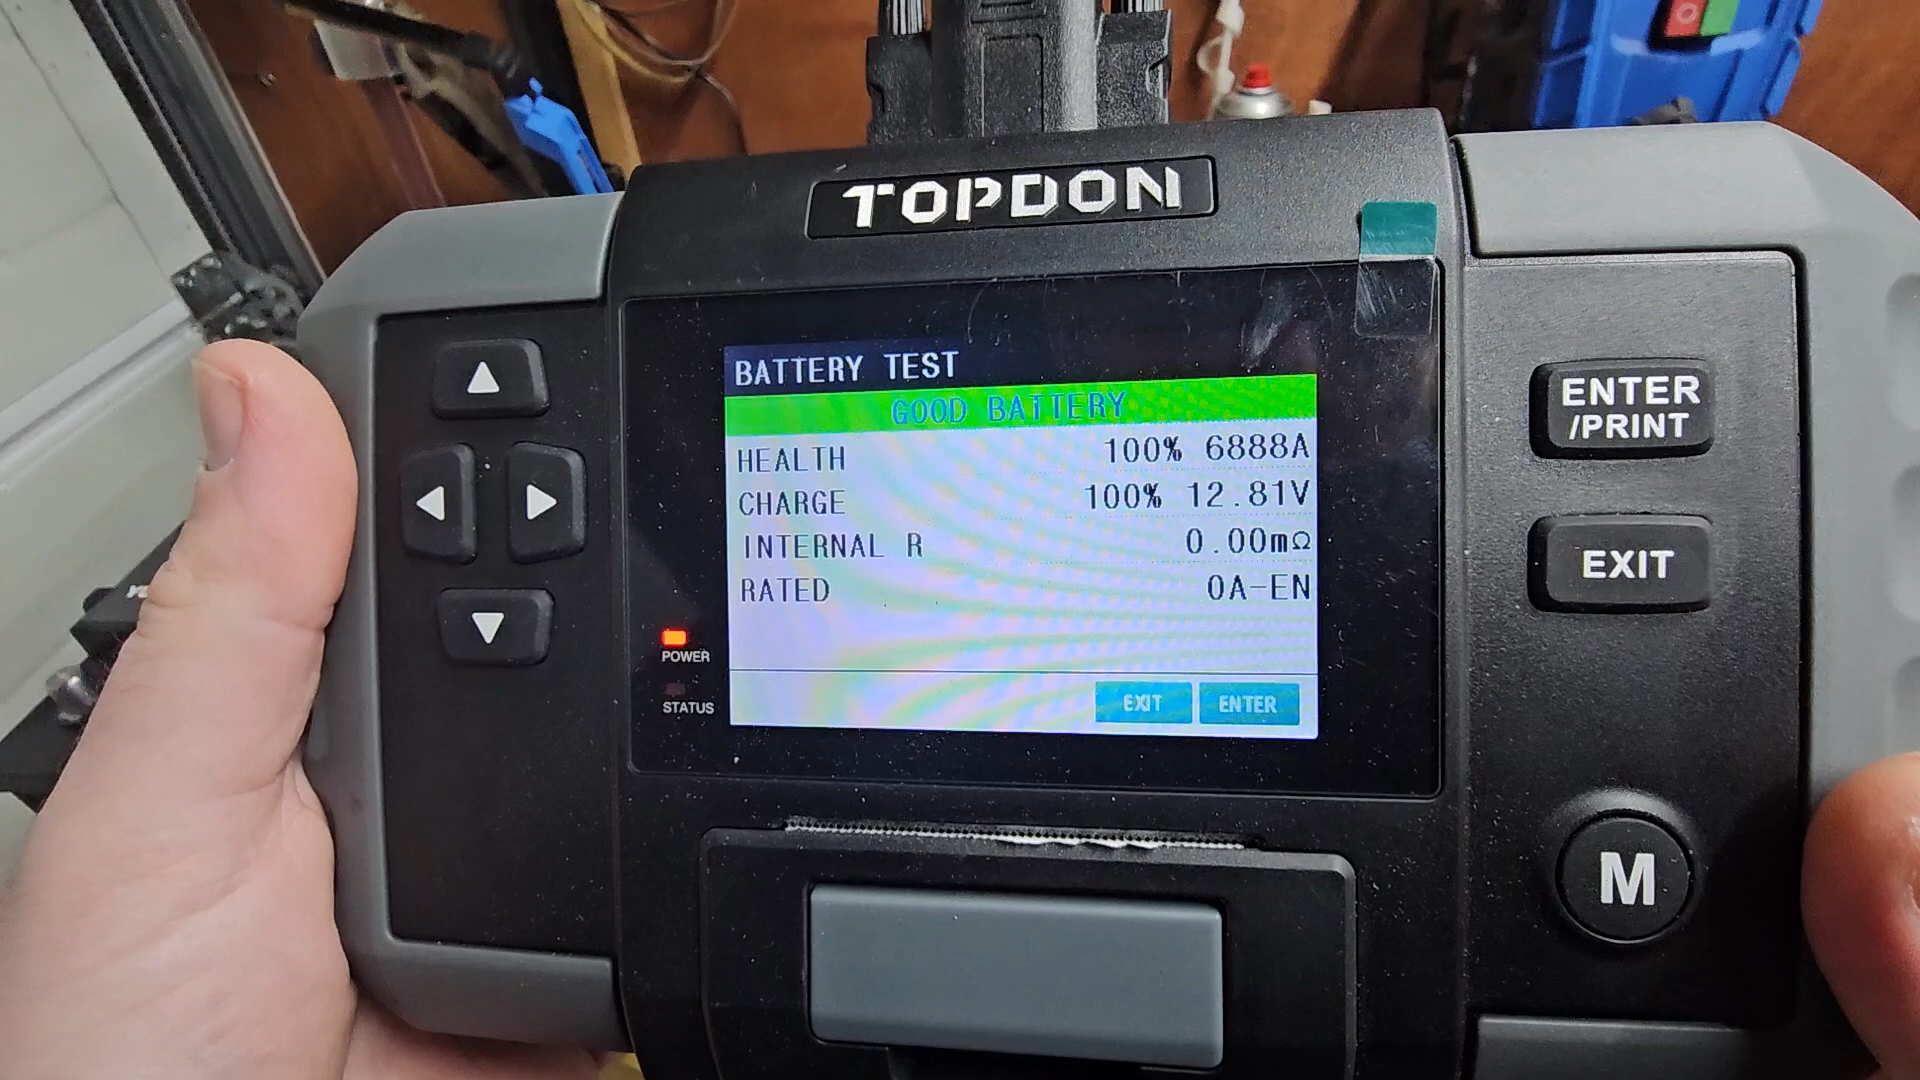 TOPDON
BATTERY TEST
GOOD BATTERY
HEALTH 100% 6888A
CHARGE 100% 12.81V
INTERNAL R 0.00mΩ
RATED 0A-EN
EXIT ENTER
POWER
STATUS
ENTER
/PRINT
EXIT
M